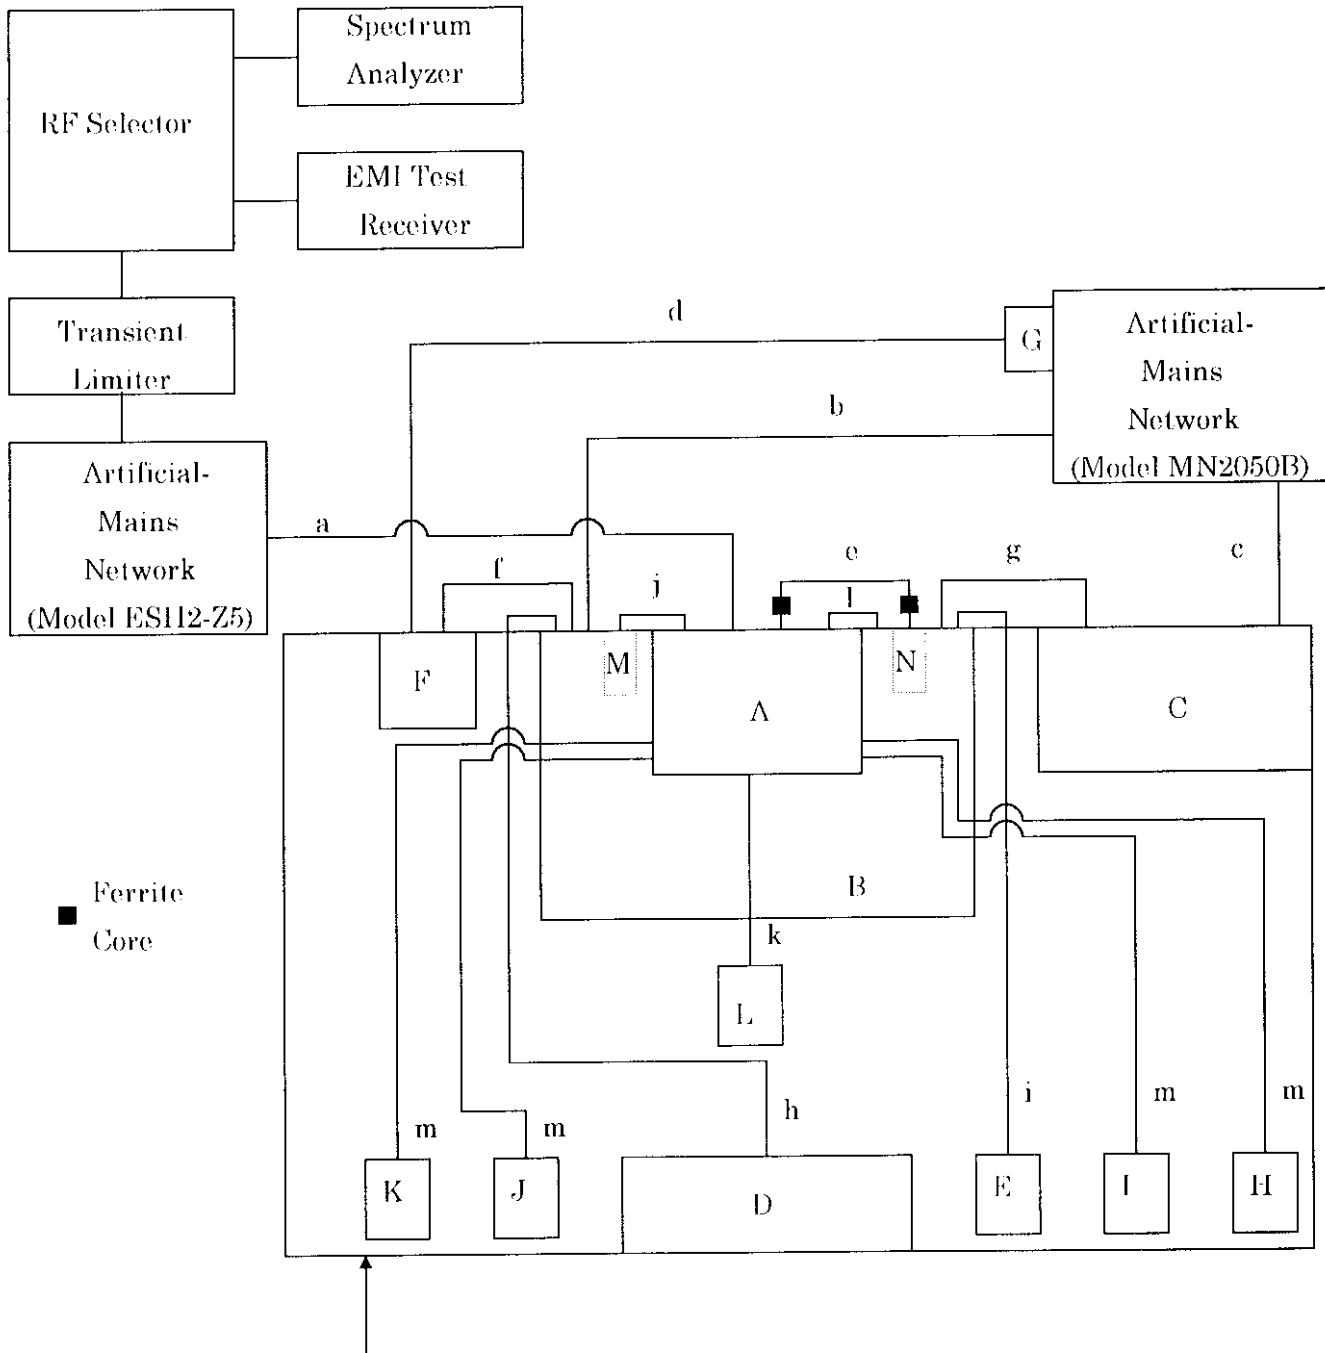 Spectrum
Analyzer
RF Selector
EMI Test
Receiver
Transient
Limiter
d
G
Artificial-
Mains
Network
(Model MN2050B)
b
Artificial-
Mains
Network
(Model ESH2-Z5)
a
f
j
e
l
g
c
F
M
A
N
C
Ferrite
Core
B
k
L
m
m
h
i
m
m
K
J
D
E
I
H